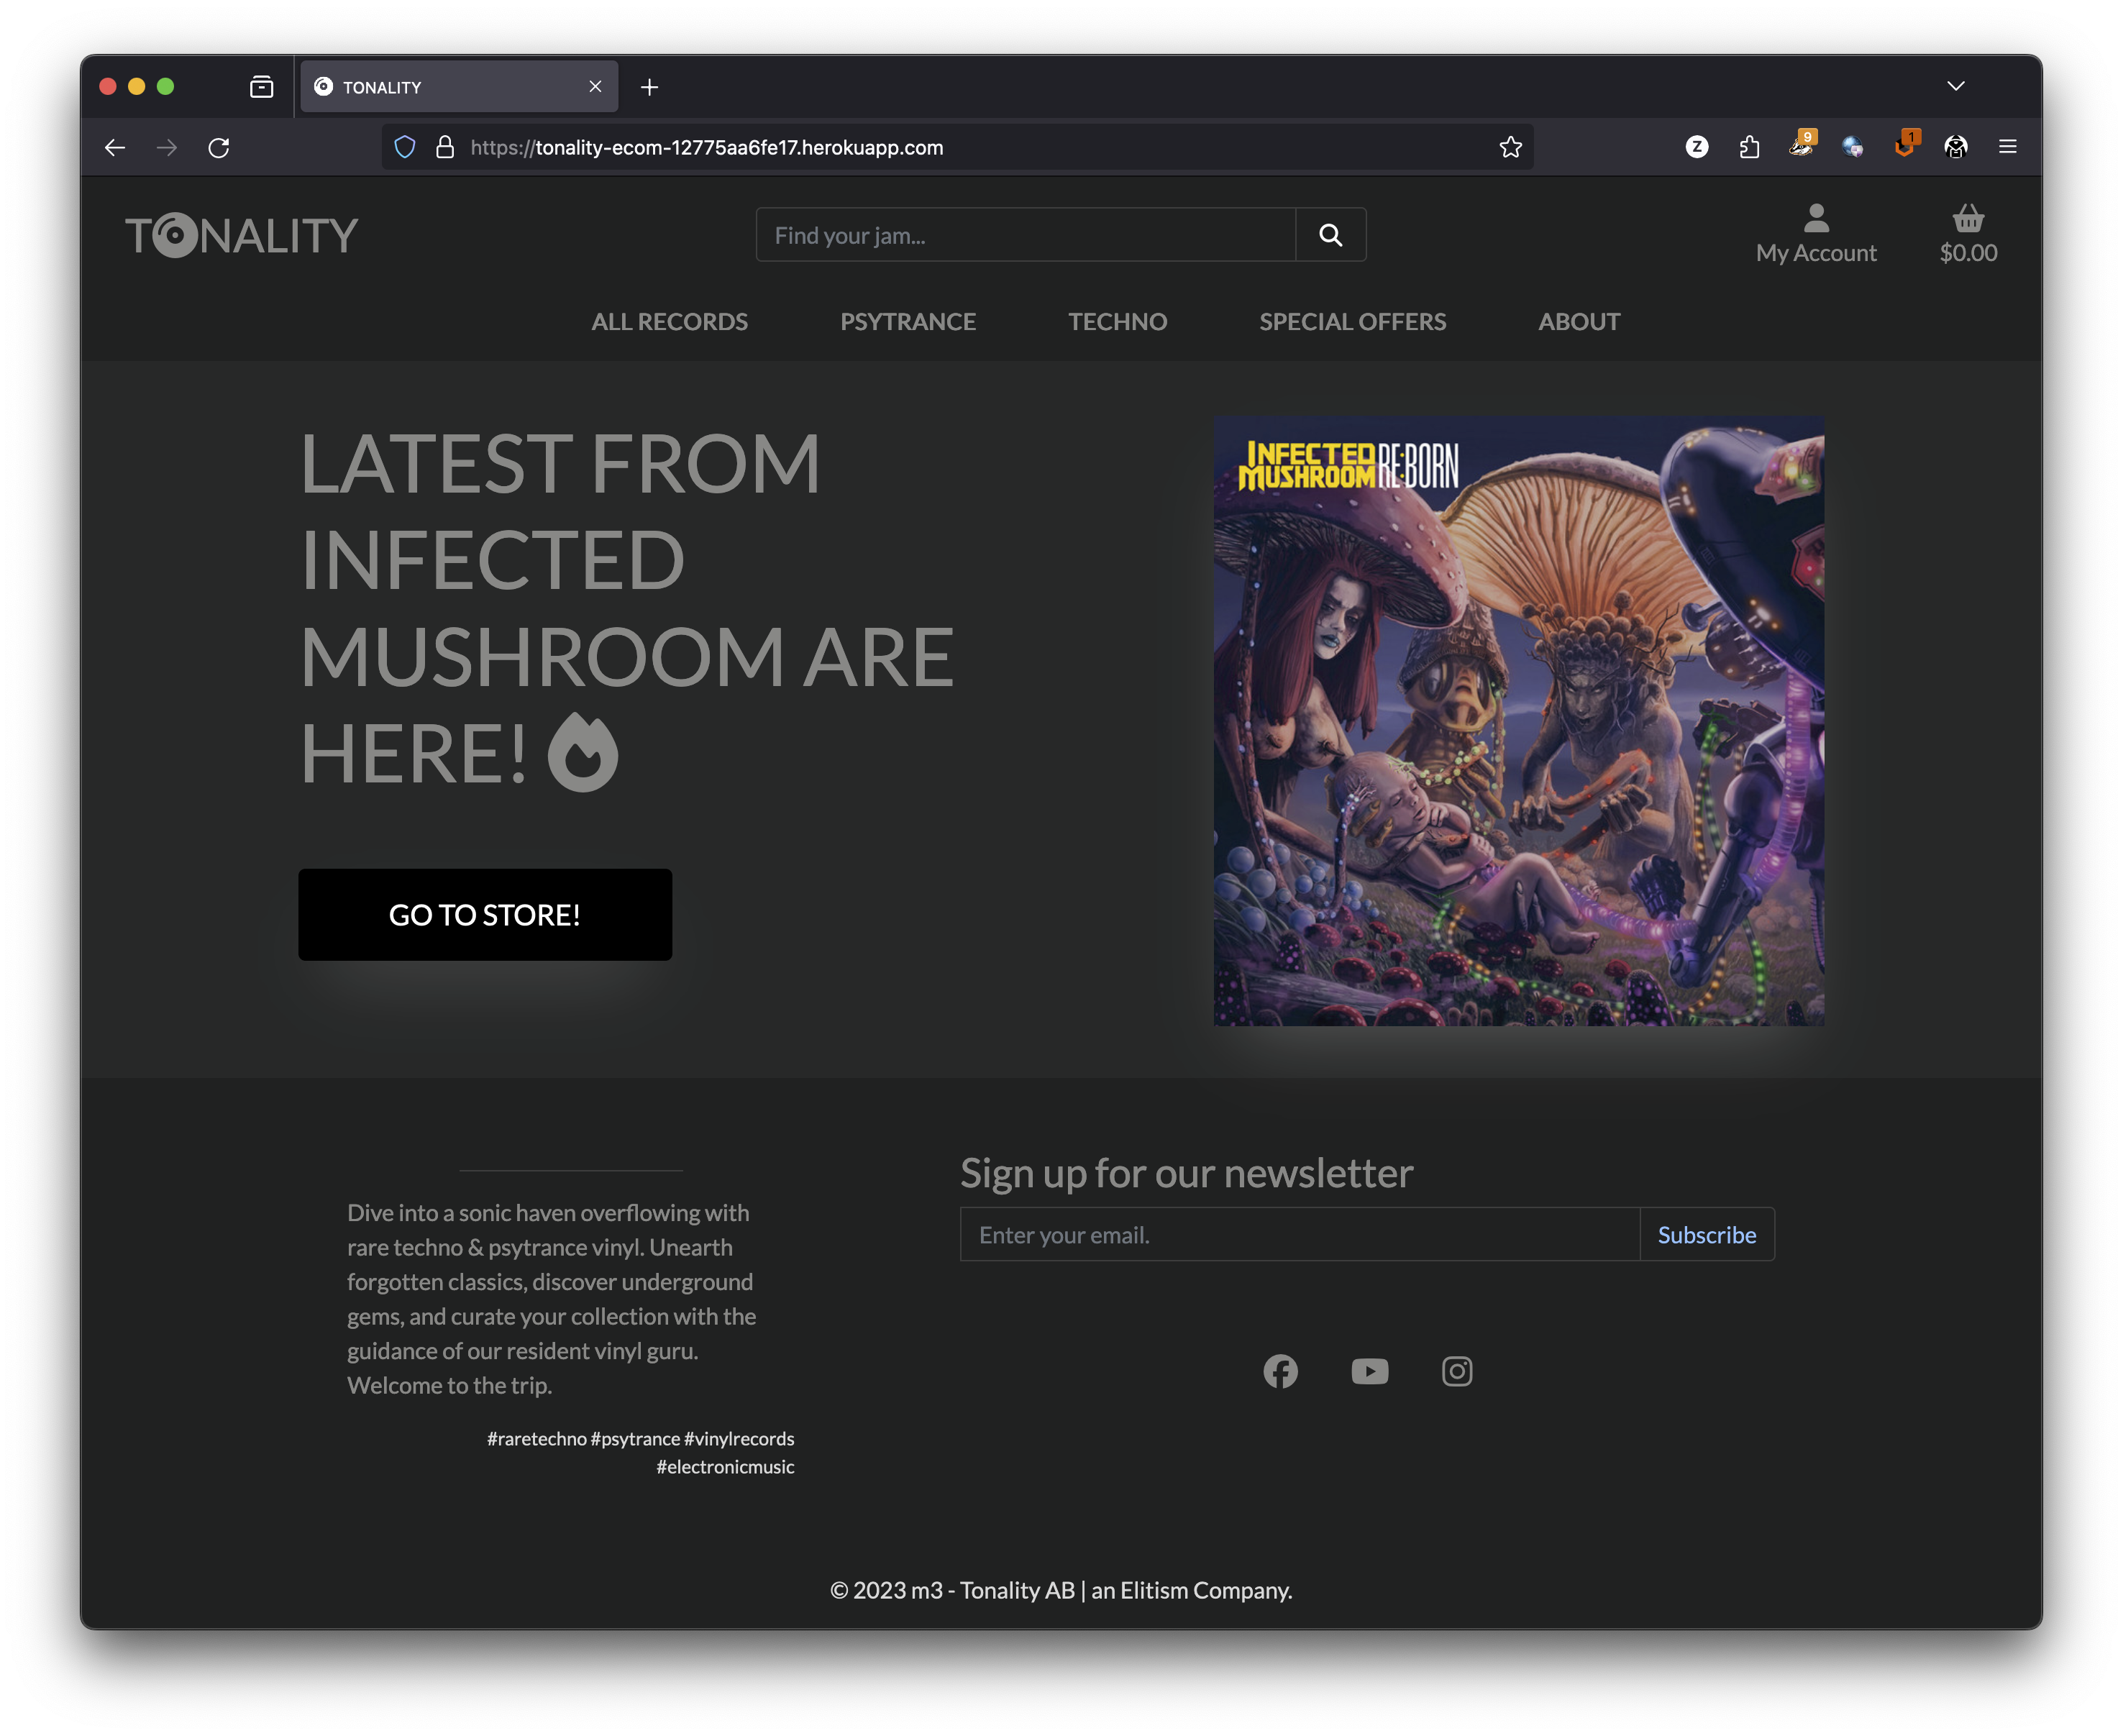 TONALITY
https://tonality-ecom-12775aa6fe17.herokuapp.com
Z
9
1
TONALITY
Find your jam...
My Account
$0.00
ALL RECORDS PSYTRANCE TECHNO SPECIAL OFFERS ABOUT
LATEST FROM
INFECTED
MUSHROOM ARE
HERE!
GO TO STORE!
INFECTED
MUSHROOM RE:BORN
Dive into a sonic haven overflowing with
rare techno & psytrance vinyl. Unearth
forgotten classics, discover underground
gems, and curate your collection with the
guidance of our resident vinyl guru.
Welcome to the trip.
#raretechno #psytrance #vinylrecords
#electronicmusic
Sign up for our newsletter
Enter your email.
Subscribe
© 2023 m3 - Tonality AB | an Elitism Company.